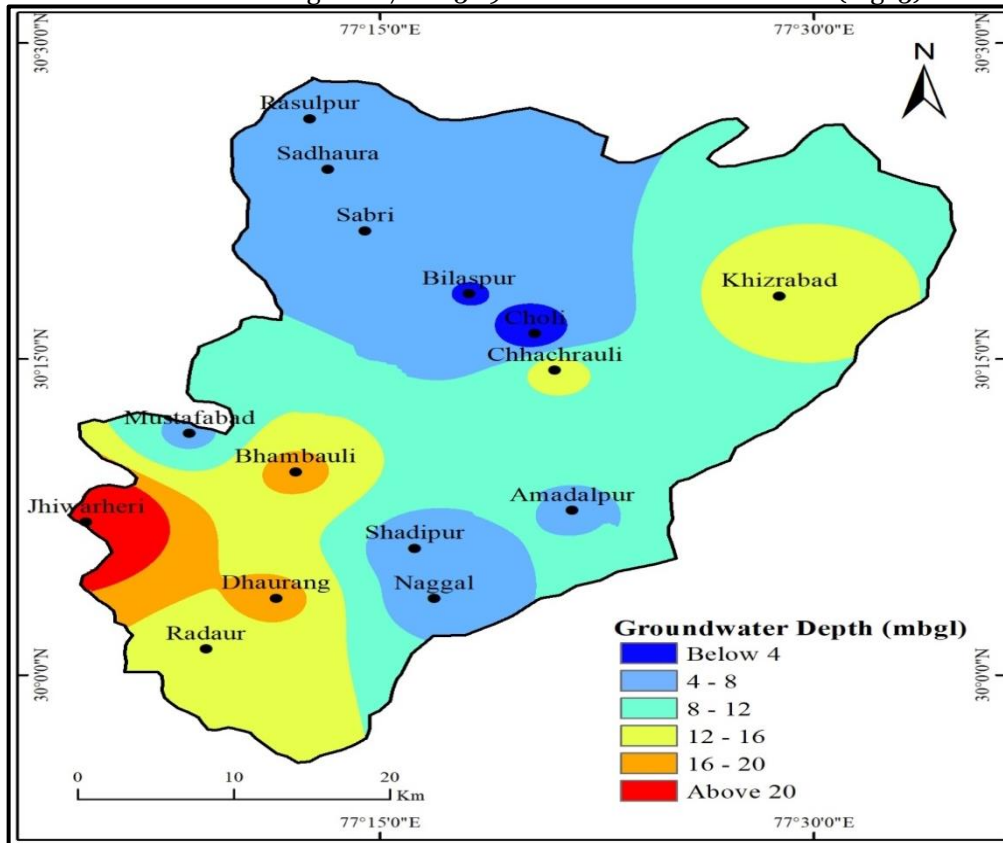 77°15'0"E 77°30'0"E
30°30'0"N 30°30'0"N
N
Rasulpur
Sadhaura
Sabri
Bilaspur
Khizrabad
Choli
30°15'0"N 30°15'0"N
Chhachrauli
Mustafabad
Bhambauli
Jhiwarheri
Amadalpur
Shadipur
Dhaurang
Naggal
Radaur
30°0'0"N 30°0'0"N
Groundwater Depth (mbgl)
Below 4
4 - 8
8 - 12
12 - 16
16 - 20
Above 20
0 10 20
Km
77°15'0"E 77°30'0"E